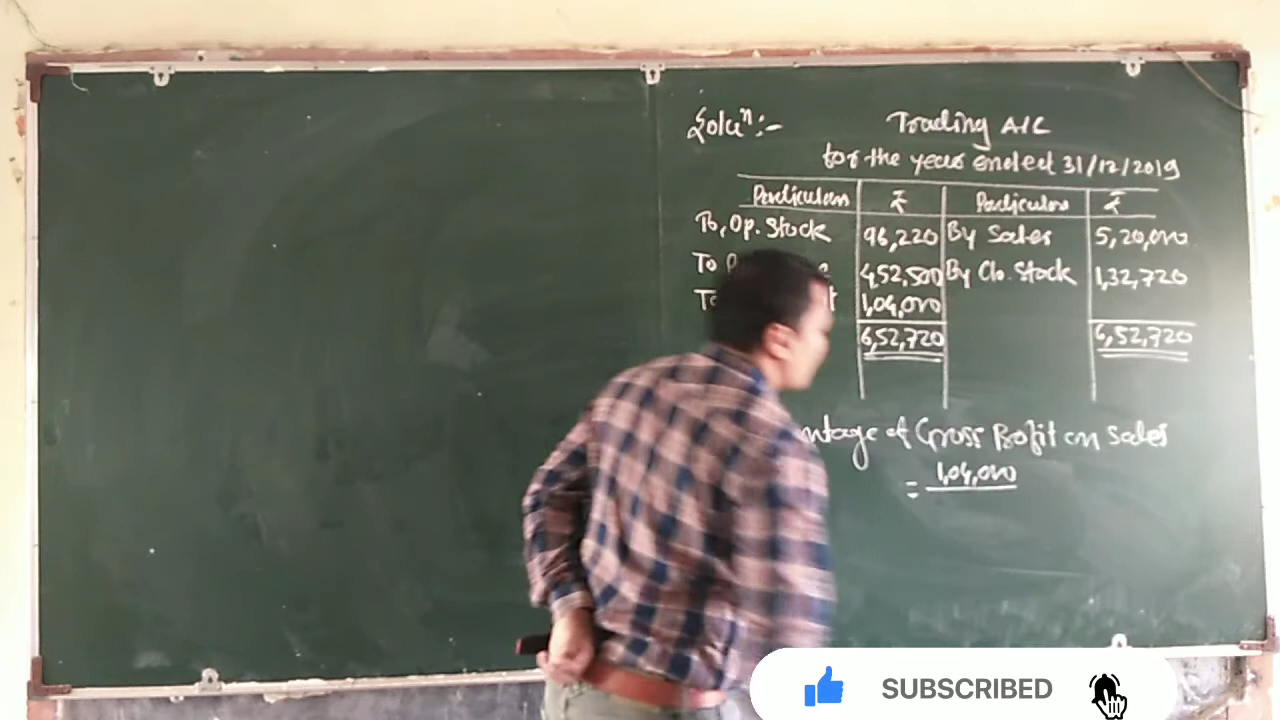 Solun:-
Trading A/C
for the year ended 31/12/2019
Particulars ₹ Particulars ₹
To, Op. Stock 96,220 By Sales 5,20,000
To 4,52,500 By Clo. Stock 1,32,720
1,04,000
6,52,720 6,52,720
of Gross Profit on Sales
= 1,04,000
SUBSCRIBED